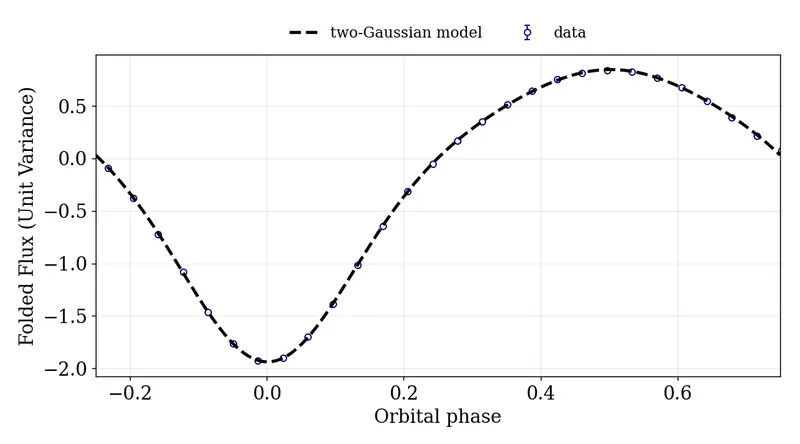 two-Gaussian model
data
Folded Flux (Unit Variance)
0.5
0.0
−0.5
−1.0
−1.5
−2.0
−0.2
0.0
0.2
0.4
0.6
Orbital phase